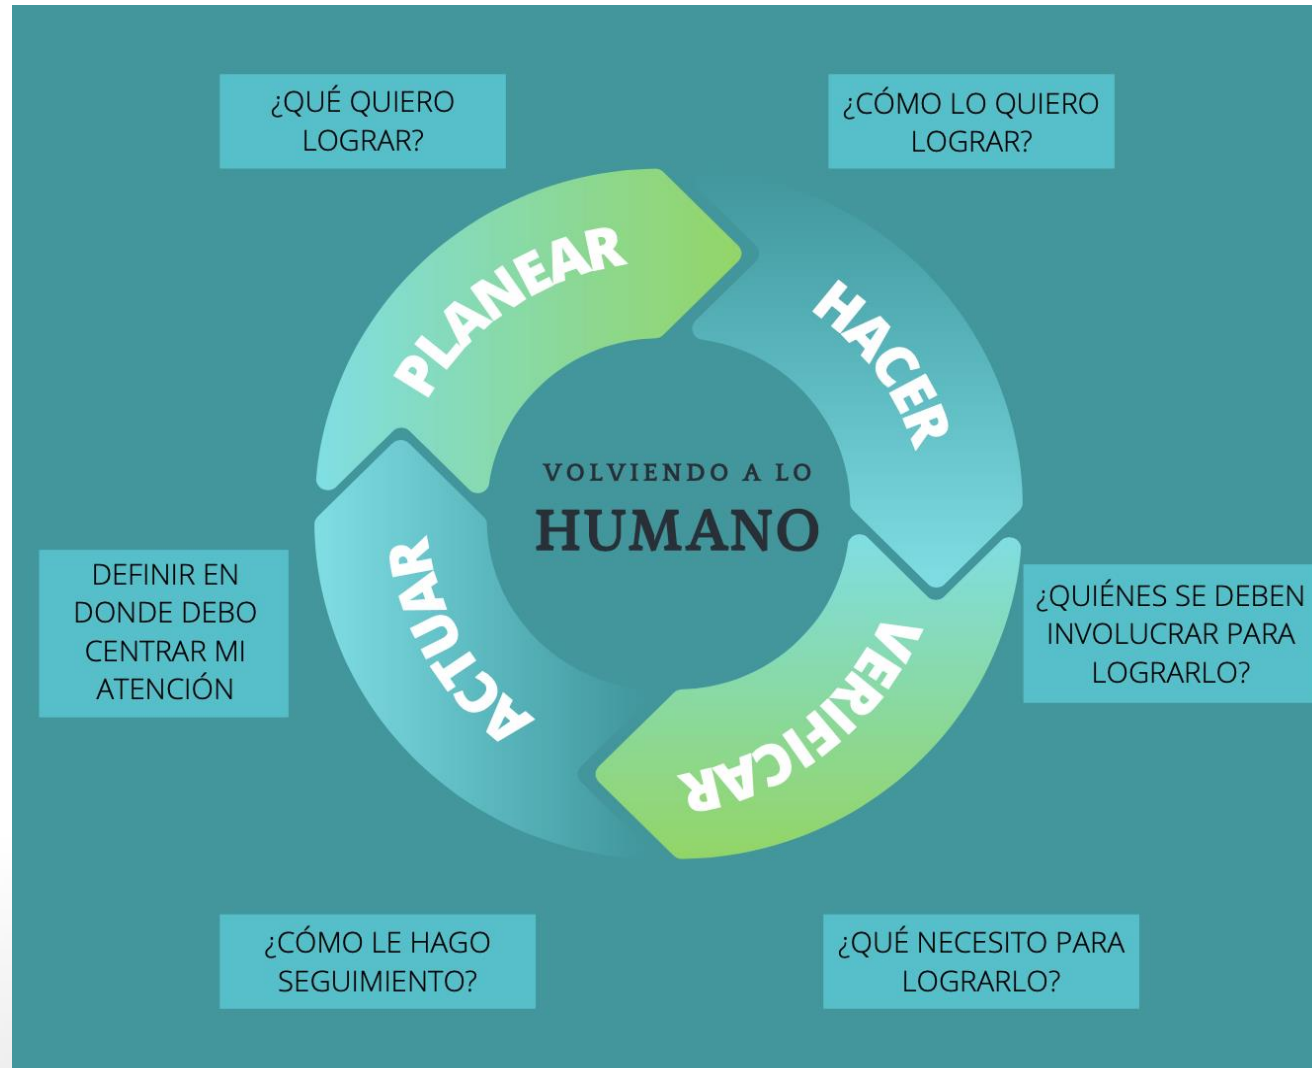 ¿QUÉ QUIERO
LOGRAR?
¿CÓMO LO QUIERO
LOGRAR?
PLANEAR
HACER
VOLVIENDO A LO
HUMANO
ACTUAR
VERIFICAR
DEFINIR EN
DONDE DEBO
CENTRAR MI
ATENCIÓN
¿QUIÉNES SE DEBEN
INVOLUCRAR PARA
LOGRARLO?
¿CÓMO LE HAGO
SEGUIMIENTO?
¿QUÉ NECESITO PARA
LOGRARLO?